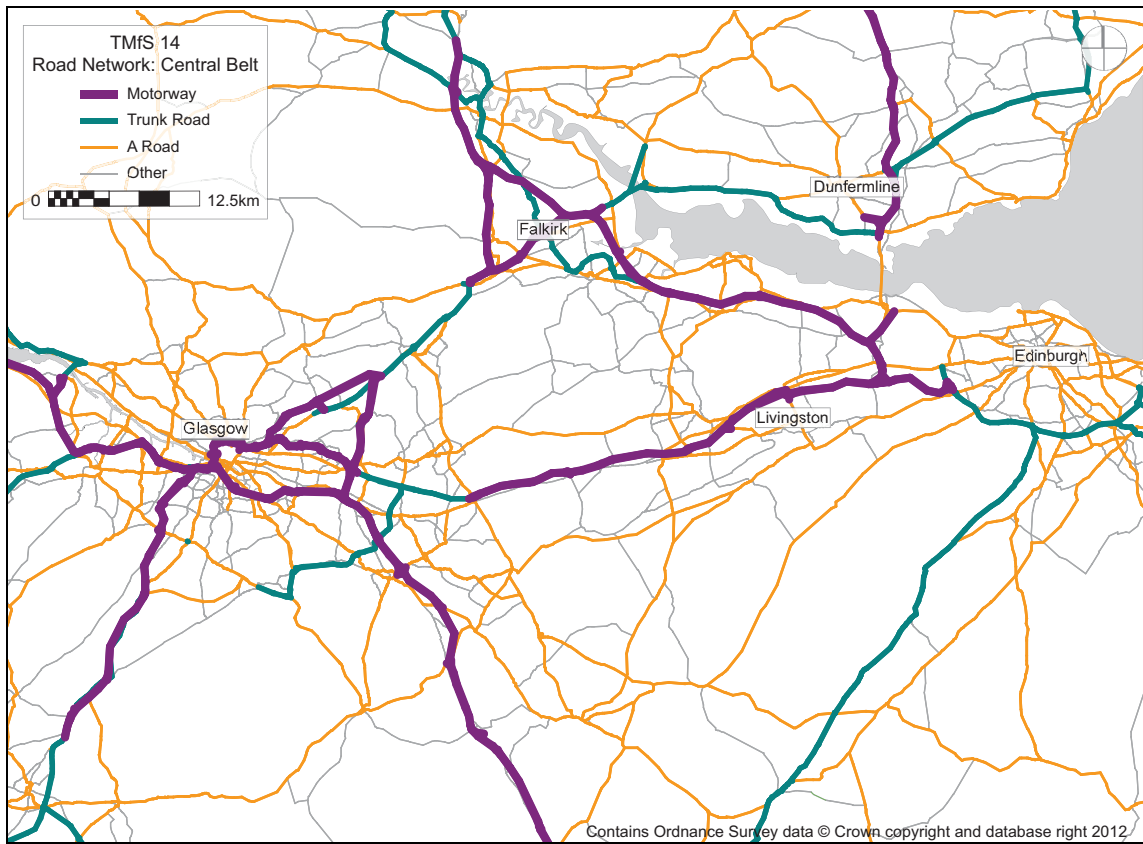 TMfS 14
Road Network: Central Belt
Motorway
Trunk Road
A Road
Other
0 12.5km
Dunfermline
Falkirk
Edinburgh
Livingston
Glasgow
Contains Ordnance Survey data © Crown copyright and database right 2012